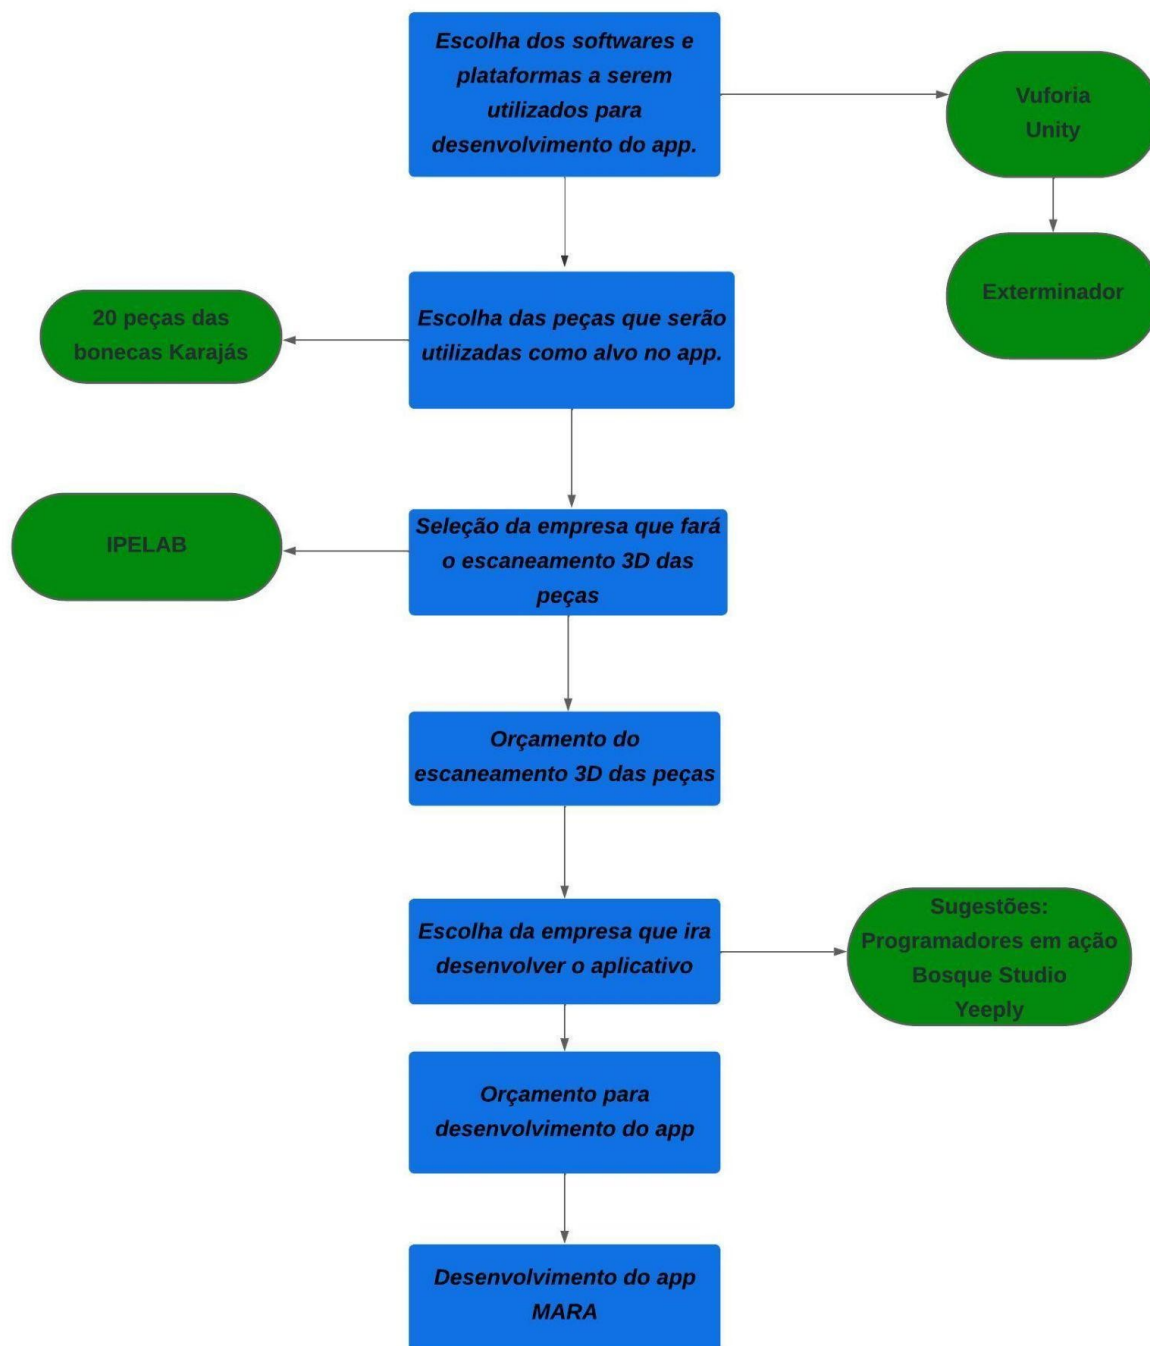 Escolha dos softwares e
plataformas a serem
utilizados para
desenvolvimento do app.
Vuforia
Unity
Exterminador
Escolha das peças que serão
utilizadas como alvo no app.
20 peças das
bonecas Karajás
Seleção da empresa que fará
o escaneamento 3D das
peças
IPELAB
Orçamento do
escaneamento 3D das peças
Escolha da empresa que ira
desenvolver o aplicativo
Sugestões:
Programadores em ação
Bosque Studio
Yeeply
Orçamento para
desenvolvimento do app
Desenvolvimento do app
MARA